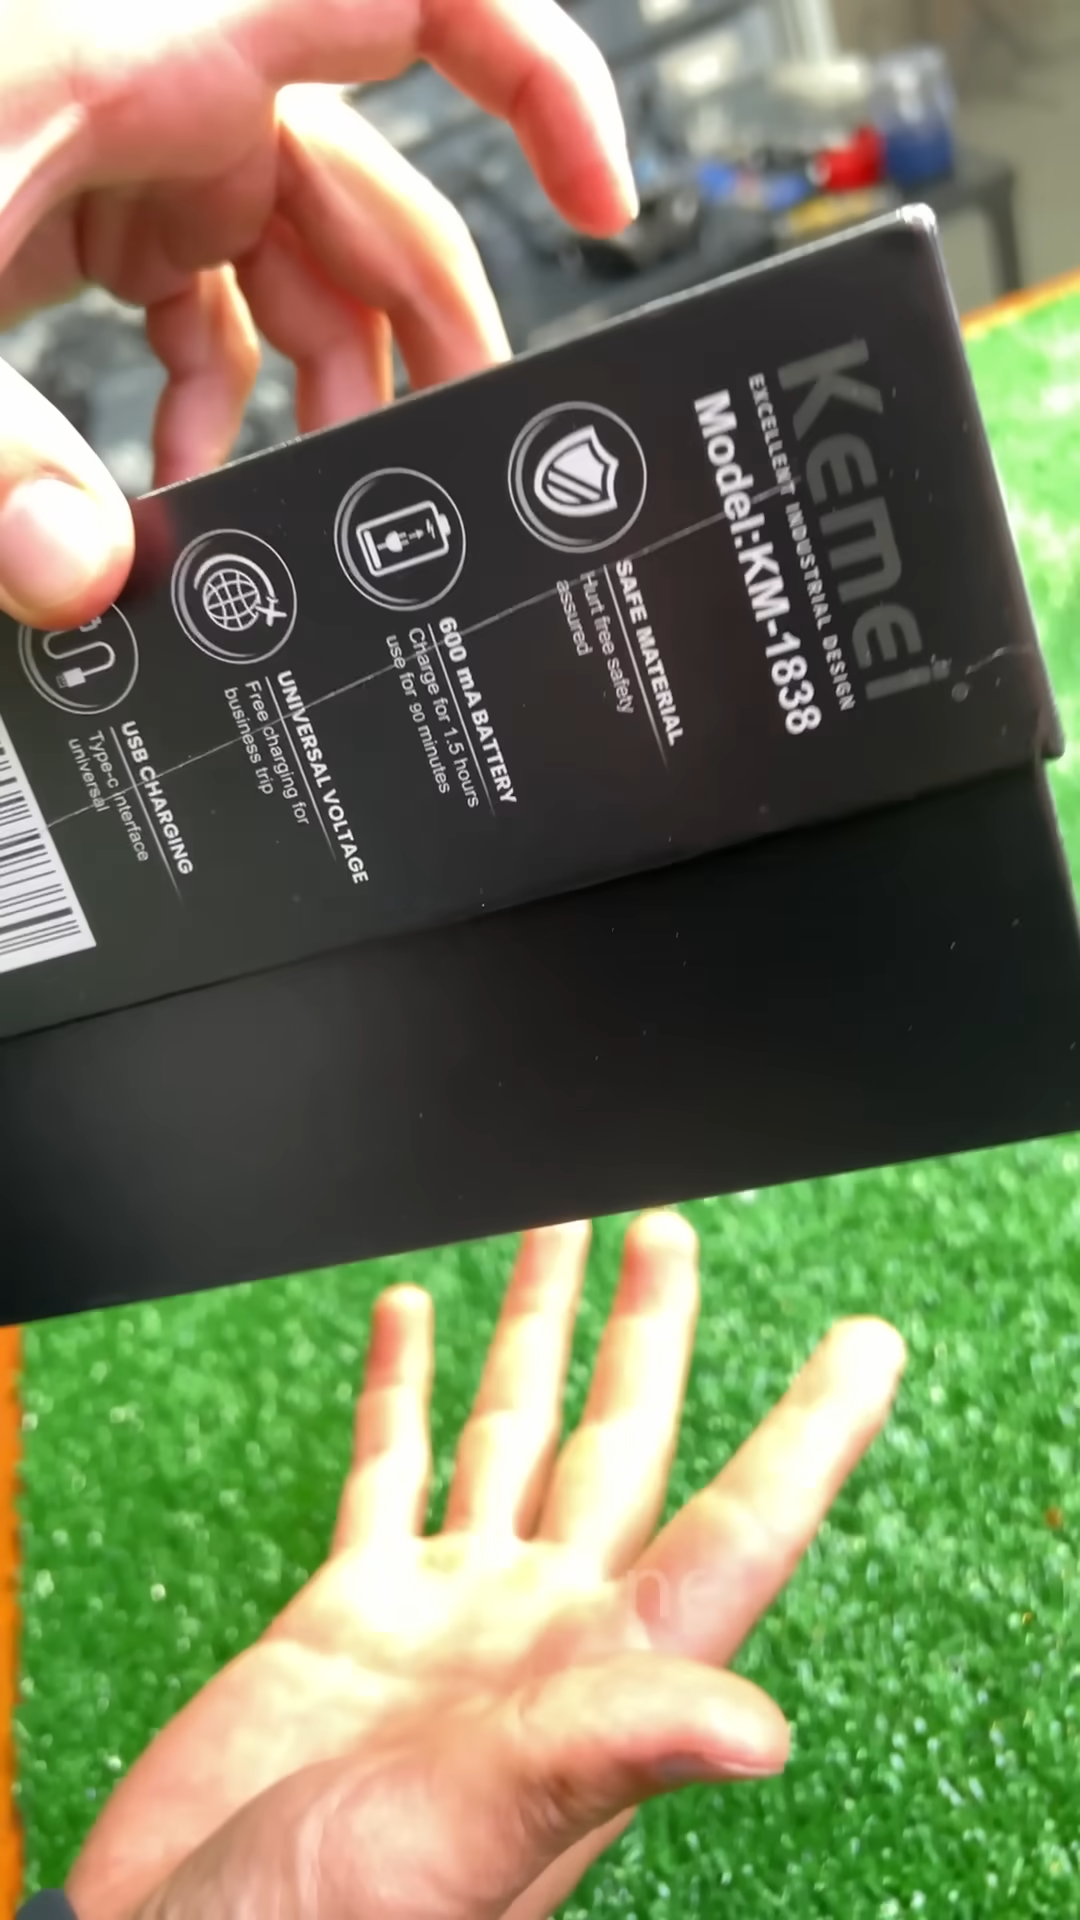 Kemei
EXCELLENT INDUSTRIAL DESIGN
Model:KM-1838
SAFE MATERIAL
Hurt free safety
assured
600 mA BATTERY
Charge for 1.5 hours
use for 90 minutes
UNIVERSAL VOLTAGE
Free charging for
business trip
USB CHARGING
Type-c interface
universal